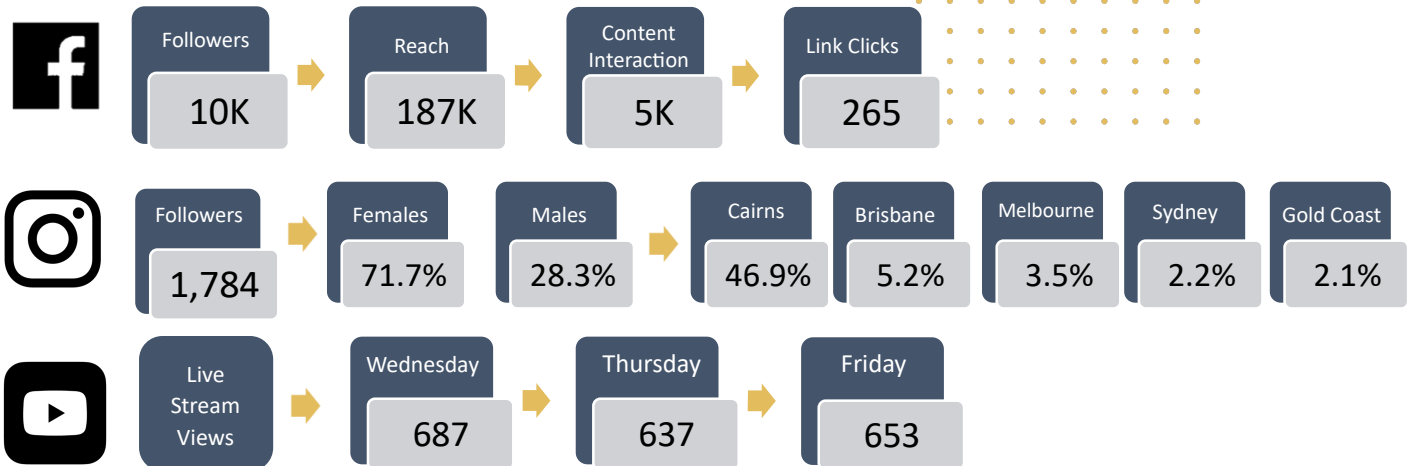 Followers
10K
Reach
187K
Content
Interaction
5K
Link Clicks
265
Followers
1,784
Females
71.7%
Males
28.3%
Cairns
46.9%
Brisbane
5.2%
Melbourne
3.5%
Sydney
2.2%
Gold Coast
2.1%
Live
Stream
Views
Wednesday
687
Thursday
637
Friday
653